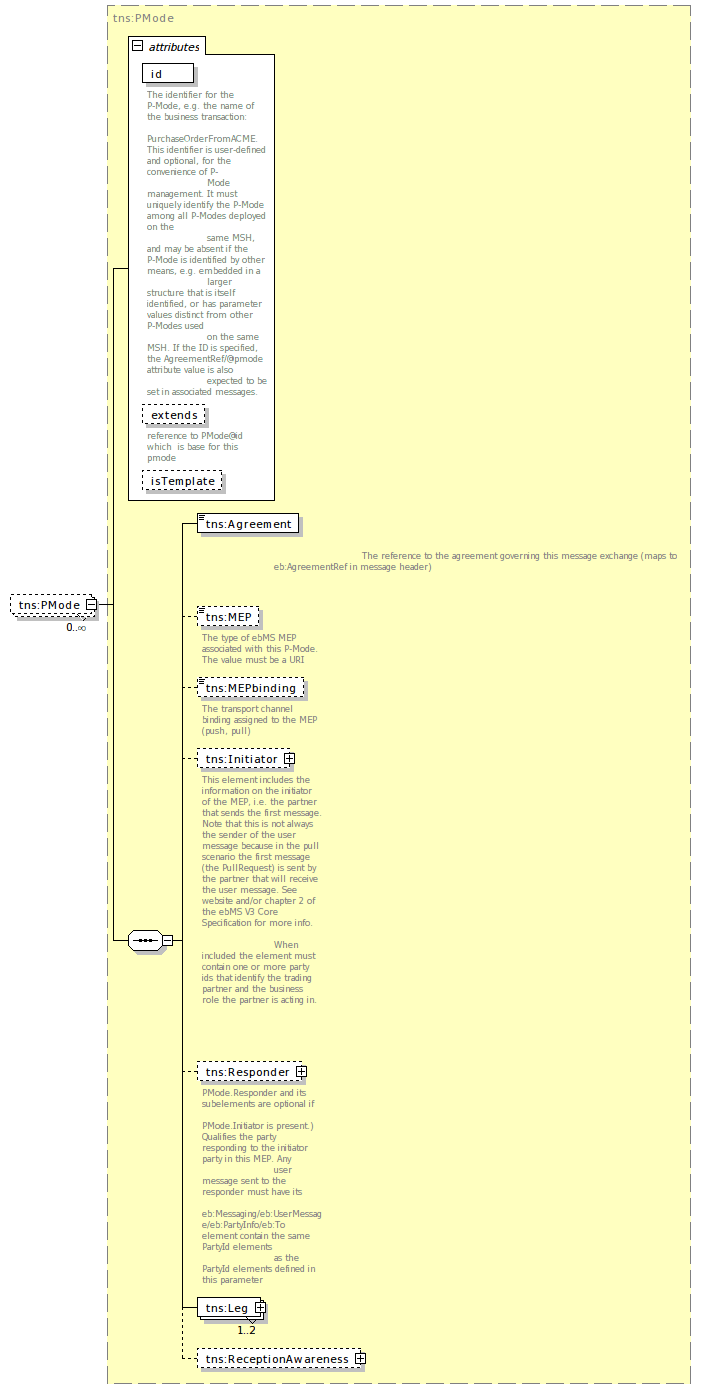 tns:PMode
attributes
id
The identifier for the
P-Mode, e.g. the name of
the business transaction:
PurchaseOrderFromACME.
This identifier is user-defined
and optional, for the
convenience of P-
Mode
management. It must
uniquely identify the P-Mode
among all P-Modes deployed
on the
same MSH,
and may be absent if the
P-Mode is identified by other
means, e.g. embedded in a
larger
structure that is itself
identified, or has parameter
values distinct from other
P-Modes used
on the same
MSH. If the ID is specified,
the AgreementRef/@pmode
attribute value is also
expected to be
set in associated messages.
extends
reference to PMode@id
which is base for this
pmode
isTemplate
tns:Agreement
The reference to the agreement governing this message exchange (maps to
eb:AgreementRef in message header)
tns:PMode
0..∞
tns:MEP
The type of ebMS MEP
associated with this P-Mode.
The value must be a URI
tns:MEPbinding
The transport channel
binding assigned to the MEP
(push, pull)
tns:Initiator
This element includes the
information on the initiator
of the MEP, i.e. the partner
that sends the first message.
Note that this is not always
the sender of the user
message because in the pull
scenario the first message
(the PullRequest) is sent by
the partner that will receive
the user message. See
website and/or chapter 2 of
the ebMS V3 Core
Specification for more info.
When
included the element must
contain one or more party
ids that identify the trading
partner and the business
role the partner is acting in.
tns:Responder
PMode.Responder and its
subelements are optional if
PMode.Initiator is present.)
Qualifies the party
responding to the initiator
party in this MEP. Any
user
message sent to the
responder must have its
eb:Messaging/eb:UserMessag
e/eb:PartyInfo/eb:To
element contain the same
PartyId elements
as the
PartyId elements defined in
this parameter
tns:Leg
1..2
tns:ReceptionAwareness